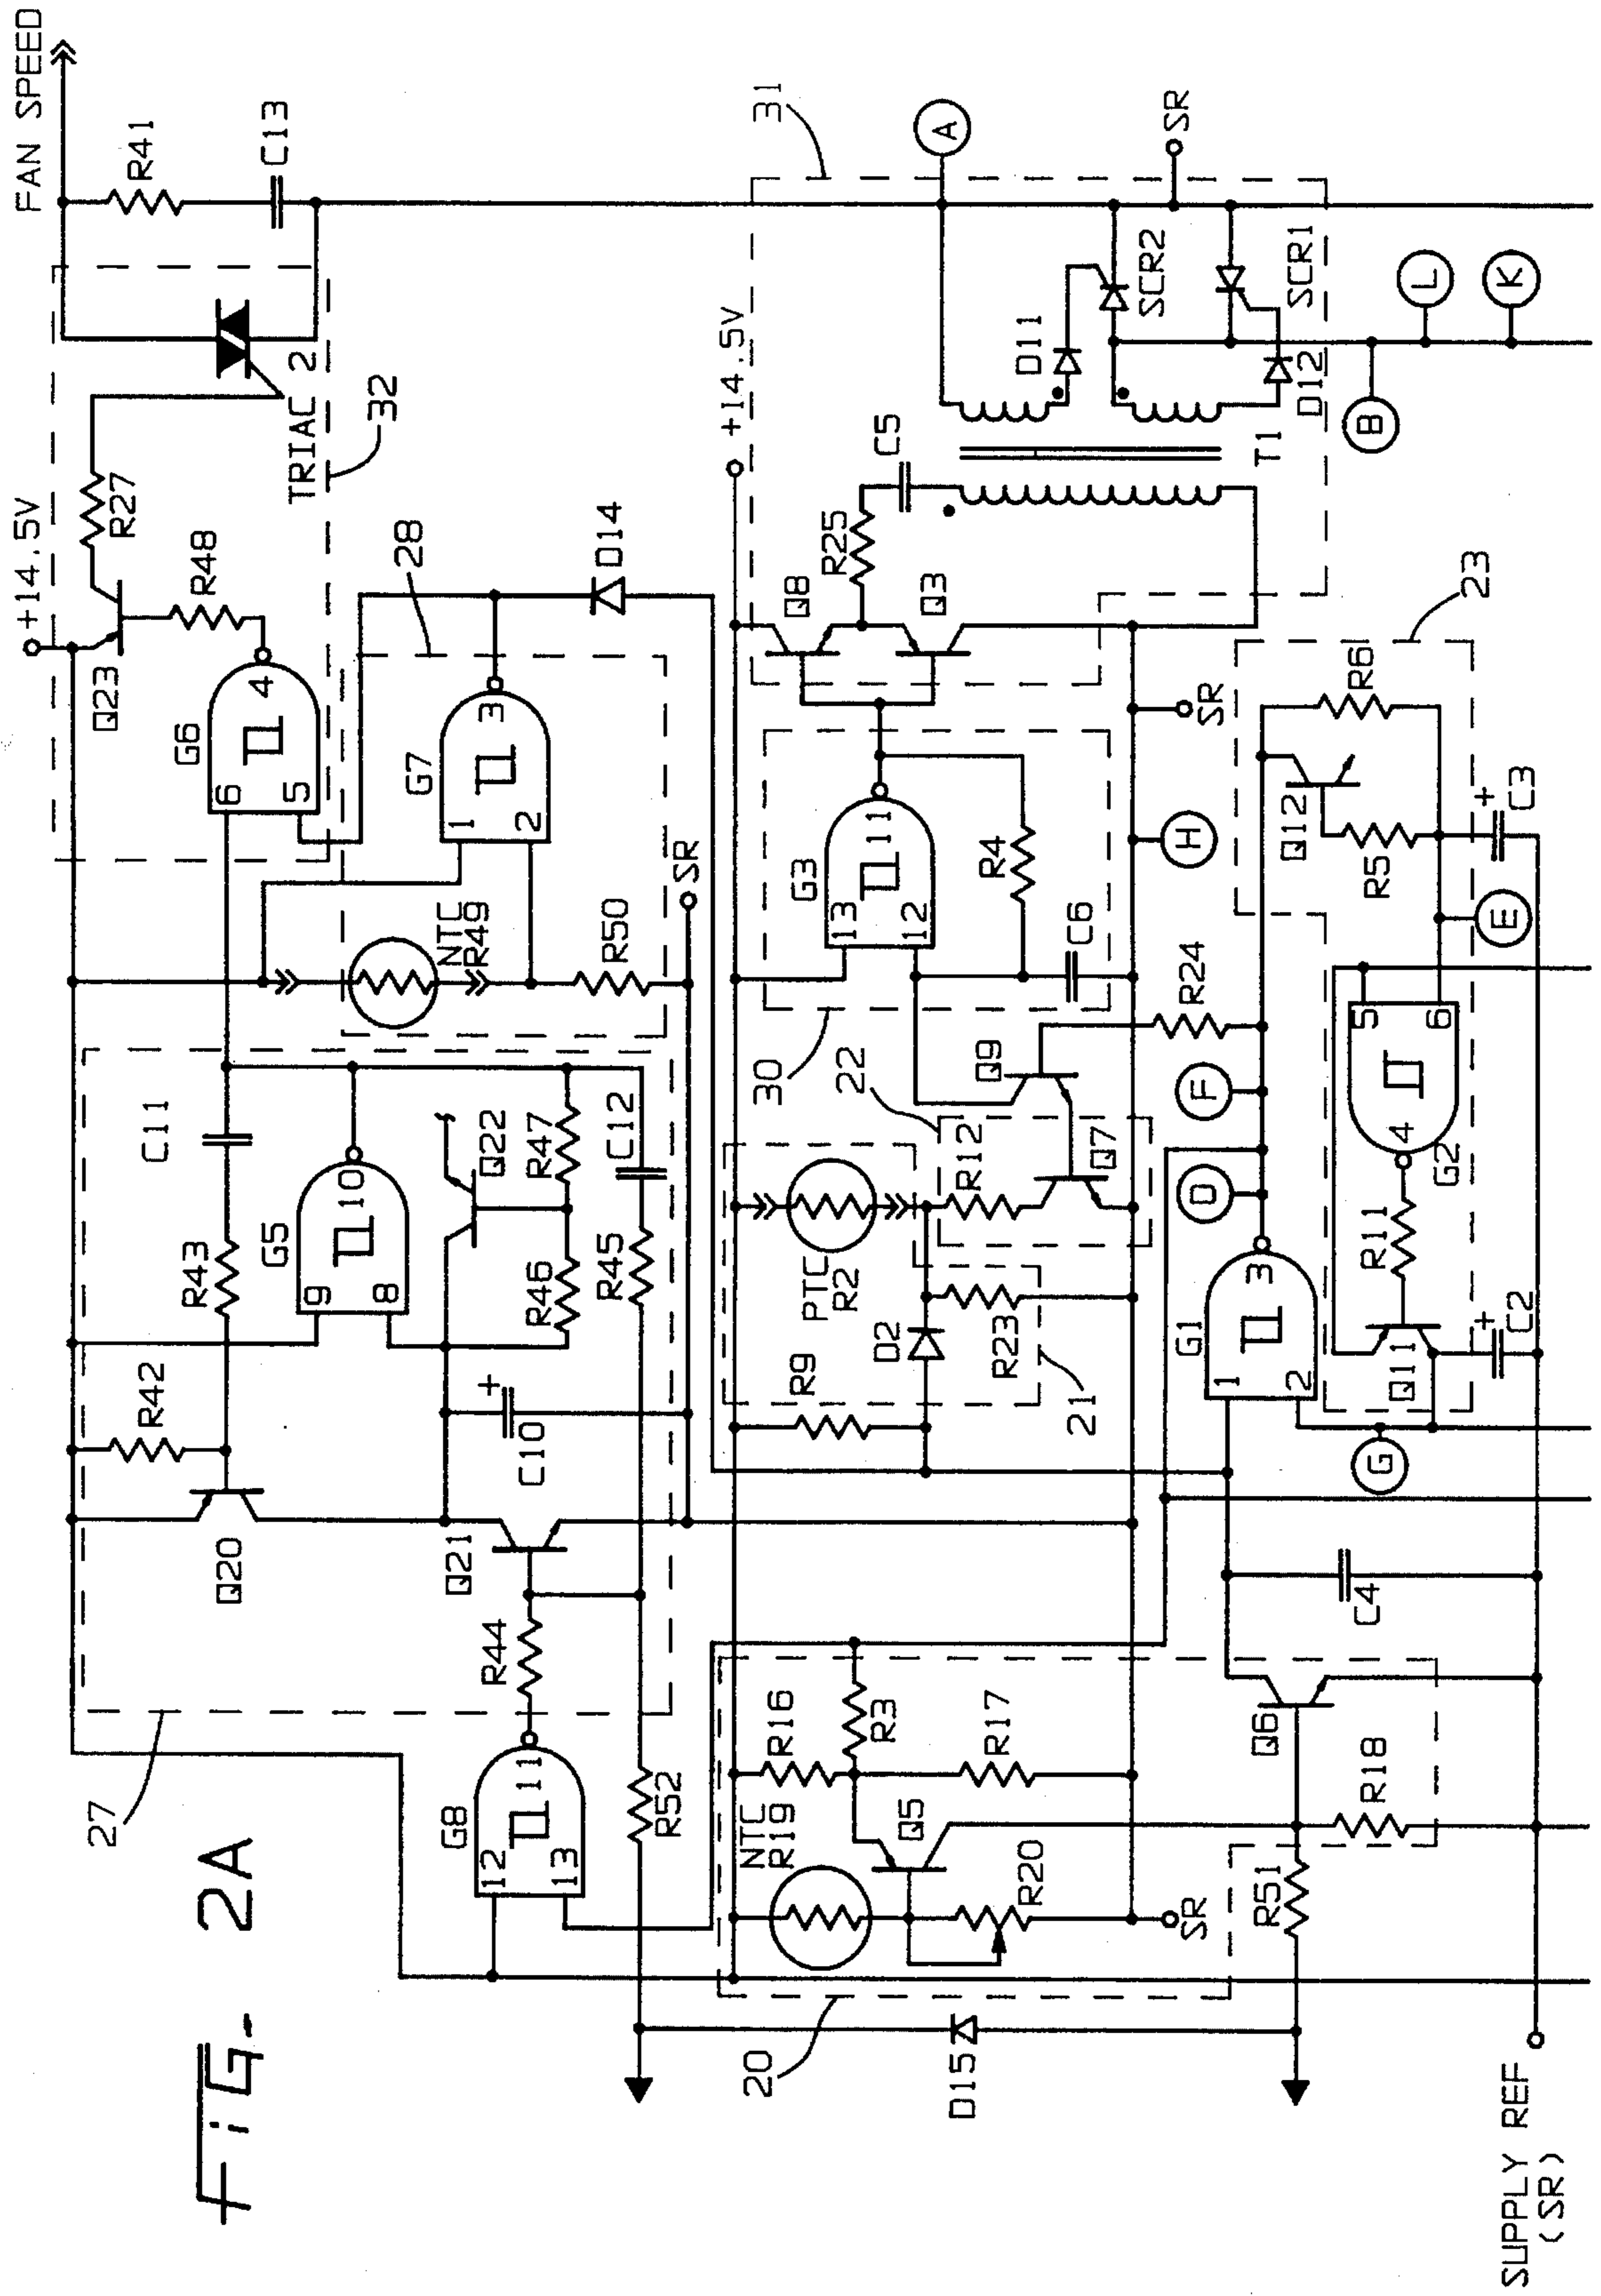 FAN SPEED
R41
C13
+14.5V
Q23
R27
R48
TRIAC 2
32
G6
6
5
4
28
G7
1
2
3
D14
NTC
R49
R50
SR
C11
R43
R42
G5
9
8
10
Q22
R47
R46
C12
R45
C10
Q20
Q21
R44
27
G8
12
13
11
R52
31
A
SR
+14.5V
D11
SCR2
SCR1
D12
T1
L
K
B
C5
R25
Q8
Q3
SR
H
G3
13
12
11
R4
C6
30
22
Q9
R24
R12
Q7
PTC
R2
D2
R9
R23
21
23
R6
Q12
R5
C3
+
E
F
D
G1
1
2
3
5
6
4
G2
R11
Q11
C2
+
G
C4
R16
R3
R17
NTC
R19
Q5
R20
SR
Q6
R18
R51
20
D15
+
SUPPLY REF
(SR)
FiG- 2A